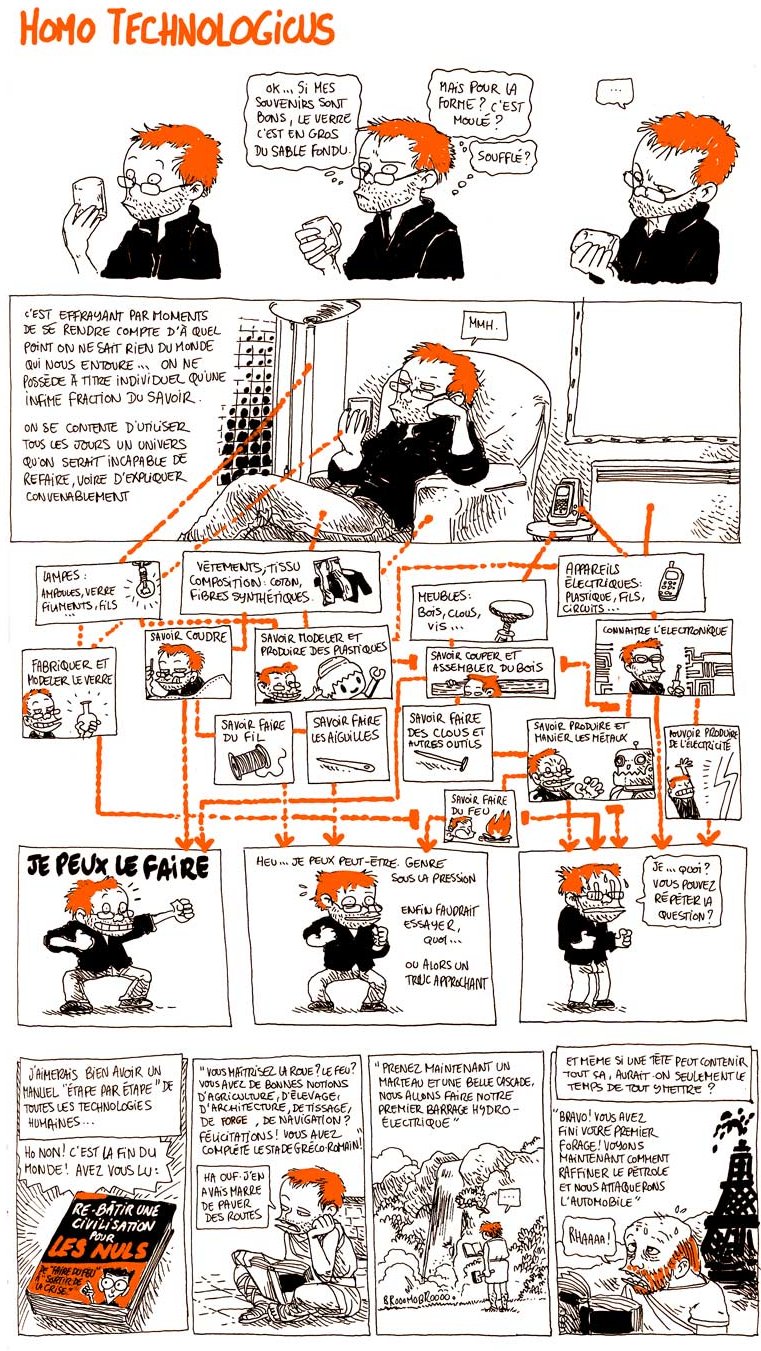 HOMO TECHNOLOGICUS
OK... SI MES
SOUVENIRS SONT
BONS, LE VERRE
C'EST EN GROS
DU SABLE FONDU.
MAIS POUR LA
FORME? C'EST
MOULÉ?
SOUFFLÉ?
...
C'EST EFFRAYANT PAR MOMENTS
DE SE RENDRE COMPTE D'À QUEL
POINT ON NE SAIT RIEN DU MONDE
QUI NOUS ENTOURE... ON NE
POSSÈDE À TITRE INDIVIDUEL QU'UNE
INFIME FRACTION DU SAVOIR.
ON SE CONTENTE D'UTILISER
TOUS LES JOURS UN UNIVERS
QU'ON SERAIT INCAPABLE DE
REFAIRE, VOIRE D'EXPLIQUER
CONVENABLEMENT
MMH.
LAMPES:
AMPOULES, VERRE
FILAMENTS, FILS
...
VÊTEMENTS, TISSU
COMPOSITION: COTON,
FIBRES SYNTHÉTIQUES
MEUBLES:
BOIS, CLOUS,
VIS...
APPAREILS
ÉLECTRIQUES:
PLASTIQUE, FILS,
CIRCUITS...
FABRIQUER ET
MODELER LE VERRE
SAVOIR COUDRE
SAVOIR MODELER ET
PRODUIRE DES PLASTIQUES
SAVOIR COUPER ET
ASSEMBLER DU BOIS
CONNAITRE L'ELECTRONIQUE
SAVOIR FAIRE
DU FIL
SAVOIR FAIRE
LES AIGUILLES
SAVOIR FAIRE
DES CLOUS ET
AUTRES OUTILS
SAVOIR PRODUIRE ET
MANIER LES MÉTAUX
POUVOIR PRODUIRE
DE L'ÉLECTRICITÉ
SAVOIR FAIRE
DU FEU
JE PEUX LE FAIRE
HEU... JE PEUX PEUT-ÊTRE. GENRE
SOUS LA PRESSION
ENFIN FAUDRAIT
ESSAYER,
QUOI...
OU ALORS UN
TRUC APPROCHANT
JE... QUOI?
VOUS POUVEZ
RÉPÉTER LA
QUESTION?
J'AIMERAIS BIEN AVOIR UN
MANUEL "ÉTAPE PAR ÉTAPE" DE
TOUTES LES TECHNOLOGIES
HUMAINES...
HO NON! C'EST LA FIN DU
MONDE! AVEZ VOUS LU:
RE-BÂTIR UNE
CIVILISATION
POUR
LES NULS
DE "FAIRE DU FEU"
À "SORTIR DE
LA CRISE"
"VOUS MAÎTRISEZ LA ROUE? LE FEU?
VOUS AVEZ DE BONNES NOTIONS
D'AGRICULTURE, D'ÉLEVAGE,
D'ARCHITECTURE, DE TISSAGE,
DE FORGE, DE NAVIGATION?
FÉLICITATIONS! VOUS AVEZ
COMPLÉTÉ LE STADE GRÉCO-ROMAIN!
HA OUF. J'EN
AVAIS MARRE
DE PAVER
DES ROUTES.
"PRENEZ MAINTENANT UN
MARTEAU ET UNE BELLE CASCADE,
NOUS ALLONS FAIRE NOTRE
PREMIER BARRAGE HYDRO-
ÉLECTRIQUE"
...
BROOMOBROOOO.
ET MÊME SI UNE TÊTE PEUT CONTENIR
TOUT ÇA, AURAIT-ON SEULEMENT LE
TEMPS DE TOUT Y METTRE?
"BRAVO! VOUS AVEZ
FINI VOTRE PREMIER
FORAGE! VOYONS
MAINTENANT COMMENT
RAFFINER LE PÉTROLE
ET NOUS ATTAQUERONS
L'AUTOMOBILE"
RHAAAA!